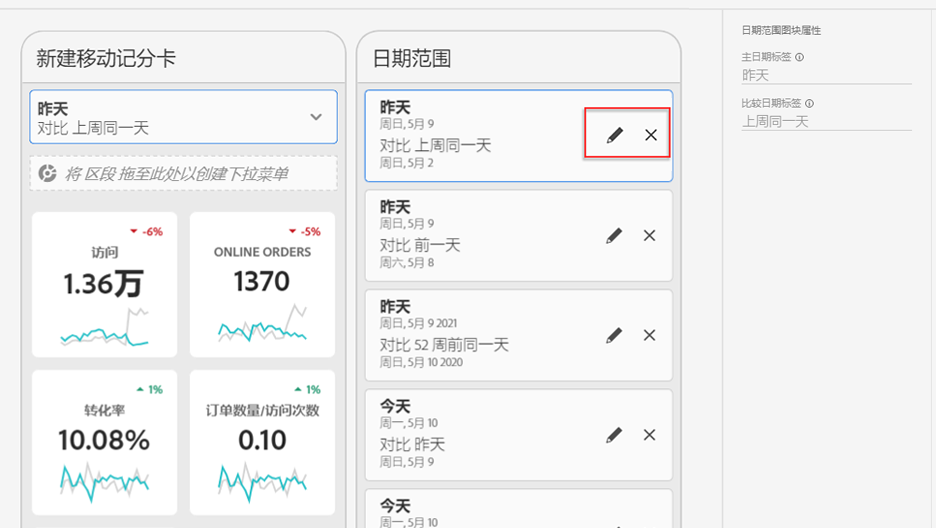 新建移动记分卡
昨天
对比 上周同一天
将 区段 拖至此处以创建下拉菜单
-6%
访问
1.36万
-5%
ONLINE ORDERS
1370
1%
转化率
10.08%
1%
订单数量/访问次数
0.10
日期范围
昨天
周日, 5月 9
对比 上周同一天
周日, 5月 2
昨天
周日, 5月 9
对比 前一天
周六, 5月 8
昨天
周日, 5月 9 2021
对比 52 周前同一天
周日, 5月 10 2020
今天
周一, 5月 10
对比 昨天
周日, 5月 9
今天
周一, 5月 10
日期范围图块属性
主日期标签
昨天
比较日期标签
上周同一天